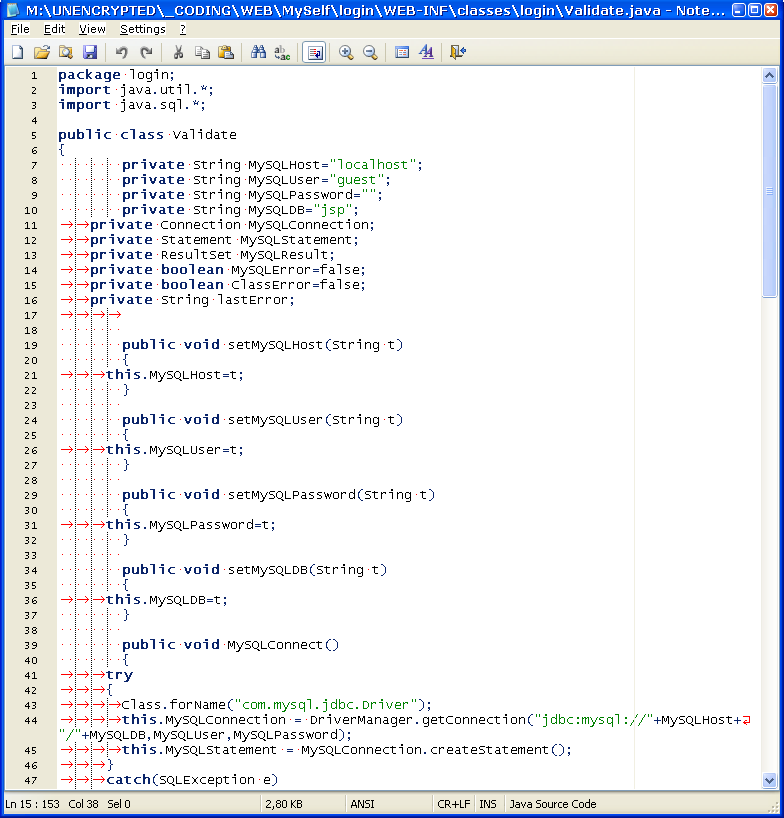 M:\UNENCRYPTED\_CODING\WEB\MySelf\login\WEB-INF\classes\login\Validate.java - Note...
File Edit View Settings ?
1 package login;
2 import java.util.*;
3 import java.sql.*;
4
5 public class Validate
6 {
7 private String MySQLHost="localhost";
8 private String MySQLUser="guest";
9 private String MySQLPassword="";
10 private String MySQLDB="jsp";
11 private Connection MySQLConnection;
12 private Statement MySQLStatement;
13 private ResultSet MySQLResult;
14 private boolean MySQLError=false;
15 private boolean ClassError=false;
16 private String lastError;
17
18
19 public void setMySQLHost(String t)
20 {
21 this.MySQLHost=t;
22 }
23
24 public void setMySQLUser(String t)
25 {
26 this.MySQLUser=t;
27 }
28
29 public void setMySQLPassword(String t)
30 {
31 this.MySQLPassword=t;
32 }
33
34 public void setMySQLDB(String t)
35 {
36 this.MySQLDB=t;
37 }
38
39 public void MySQLConnect()
40 {
41 try
42 {
43 Class.forName("com.mysql.jdbc.Driver");
44 this.MySQLConnection = DriverManager.getConnection("jdbc:mysql://"+MySQLHost+
"/"+MySQLDB,MySQLUser,MySQLPassword);
45 this.MySQLStatement = MySQLConnection.createStatement();
46 }
47 catch(SQLException e)
Ln 15 : 153 Col 38 Sel 0 2,80 KB ANSI CR+LF INS Java Source Code